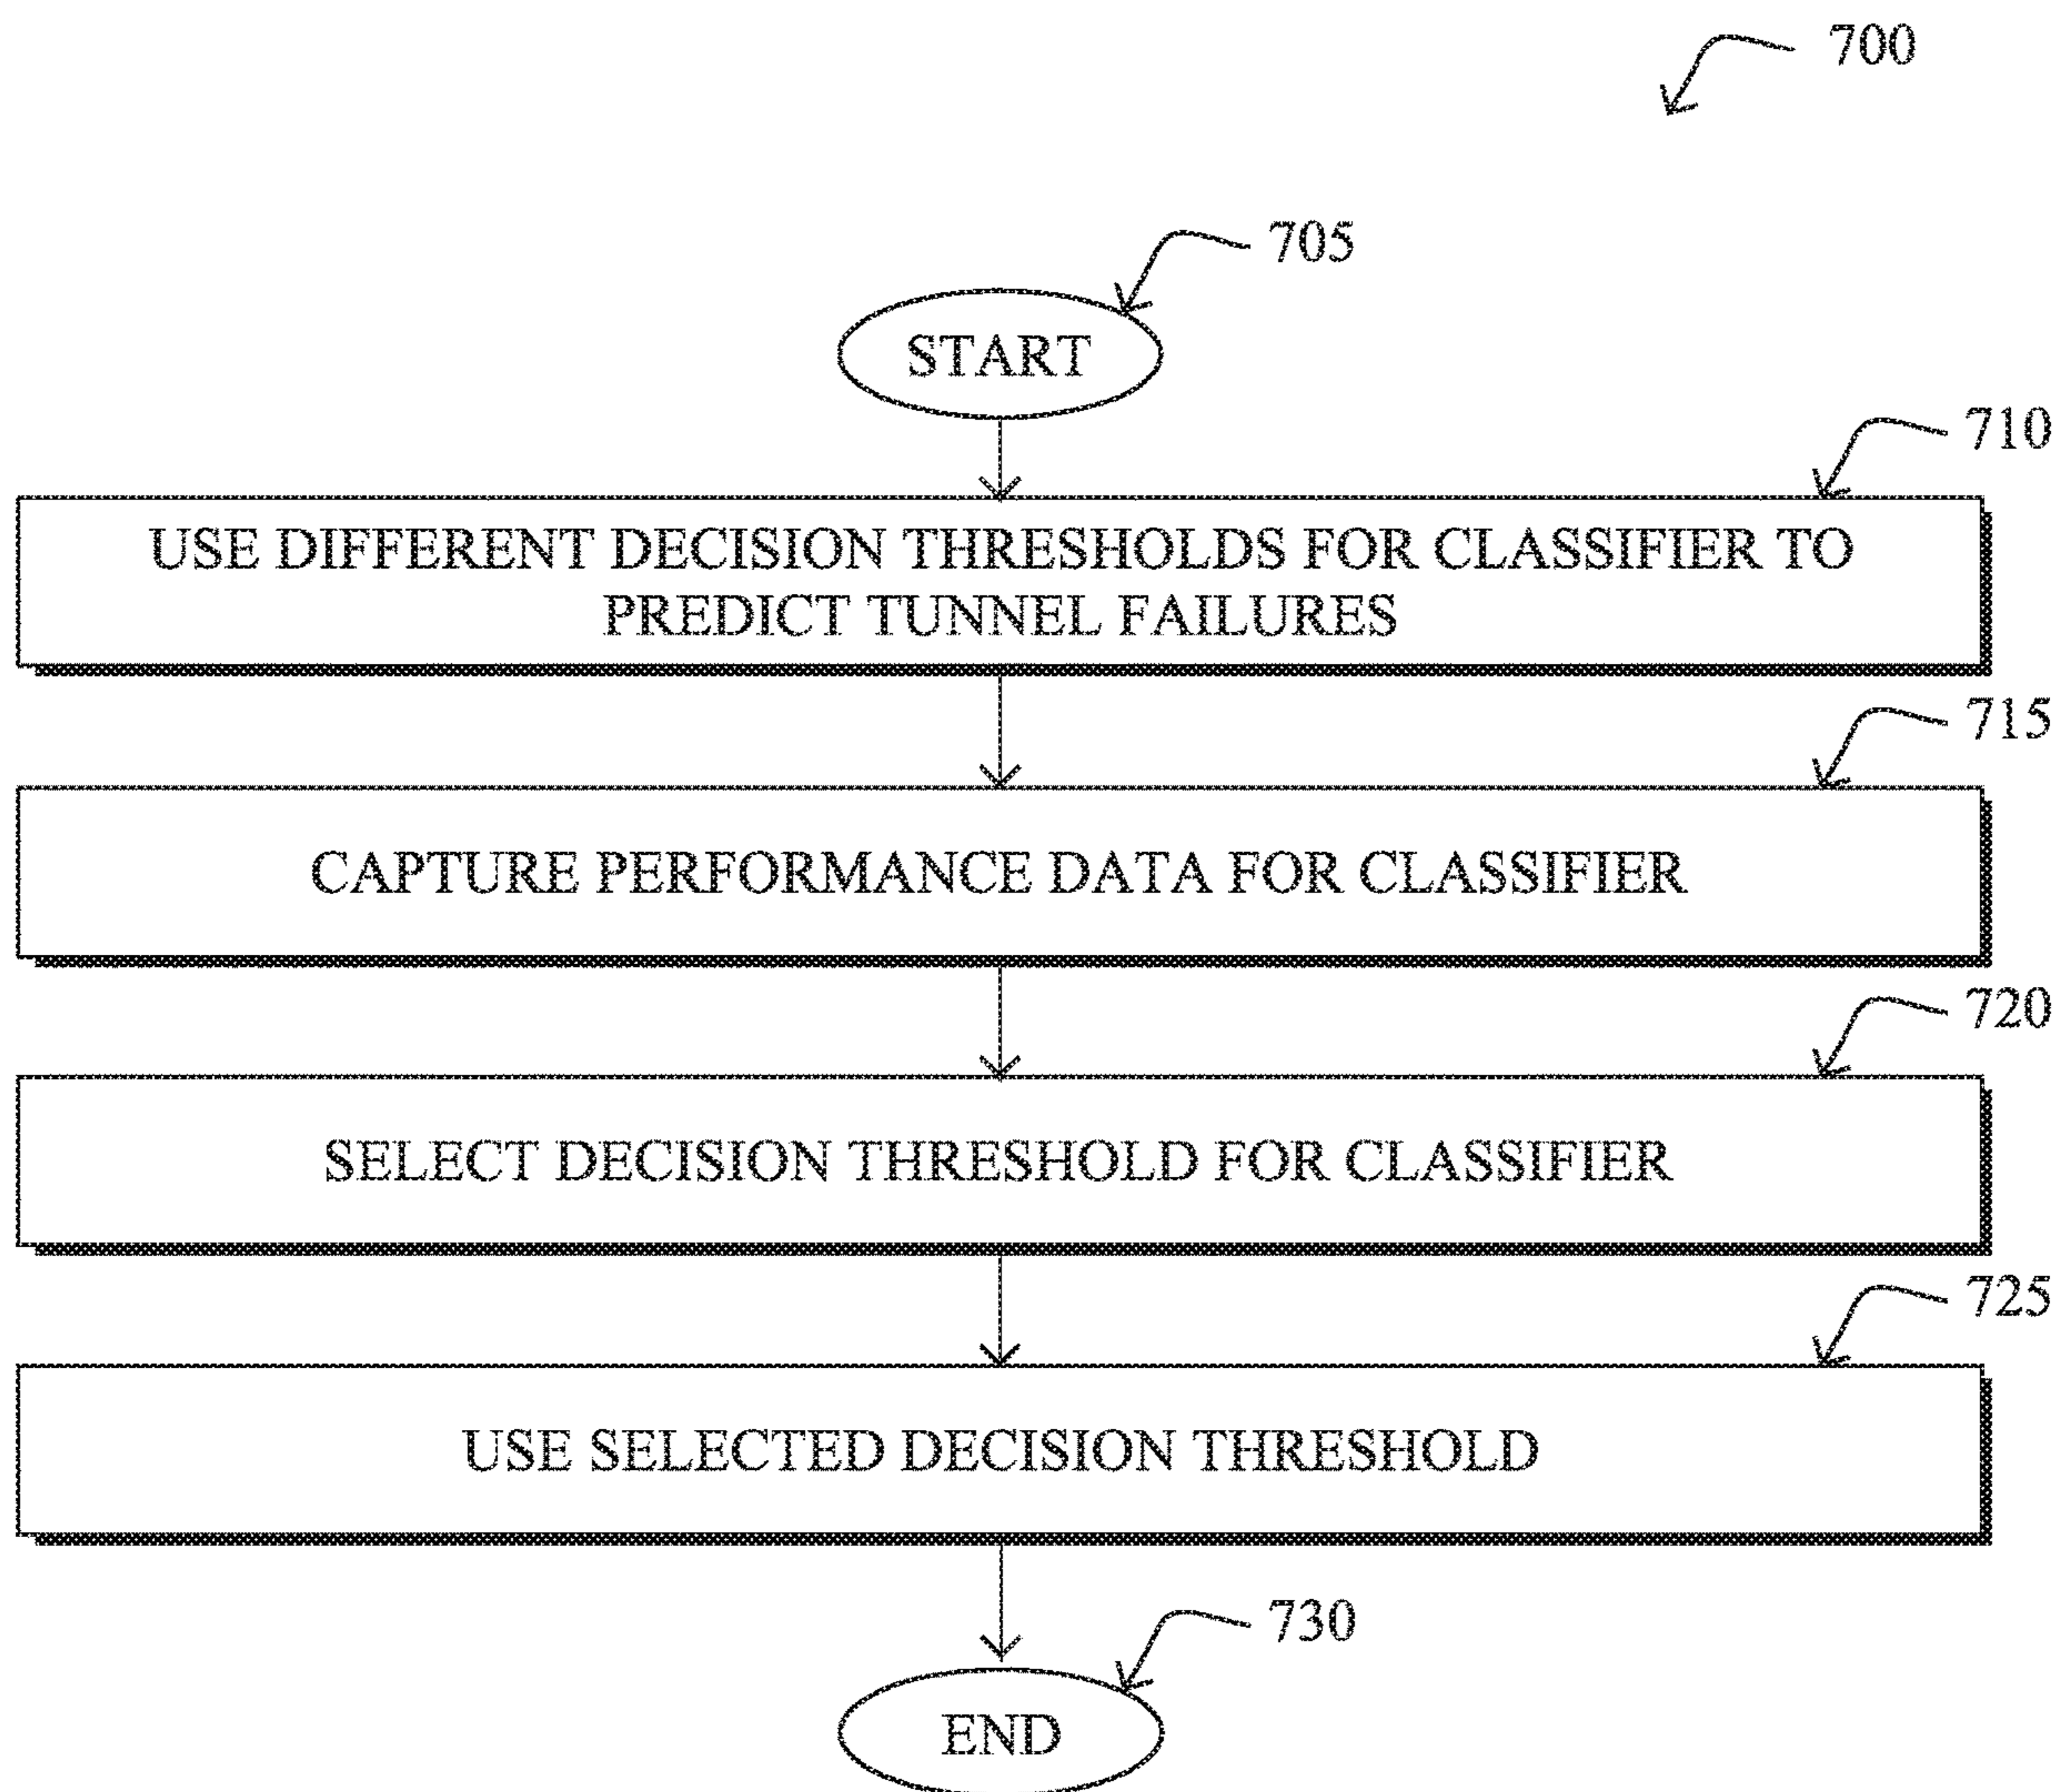 700
705
START
710
USE DIFFERENT DECISION THRESHOLDS FOR CLASSIFIER TO
PREDICT TUNNEL FAILURES
715
CAPTURE PERFORMANCE DATA FOR CLASSIFIER
720
SELECT DECISION THRESHOLD FOR CLASSIFIER
725
USE SELECTED DECISION THRESHOLD
730
END